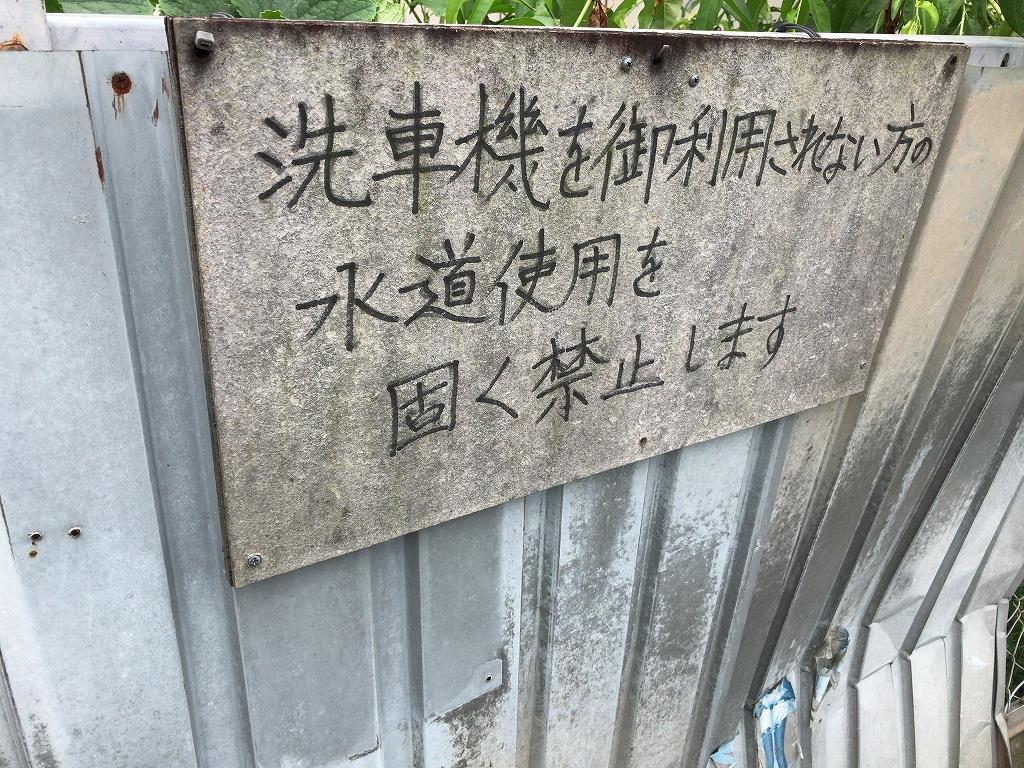 洗車機を御利用されない方の
水道使用を
固く禁止します